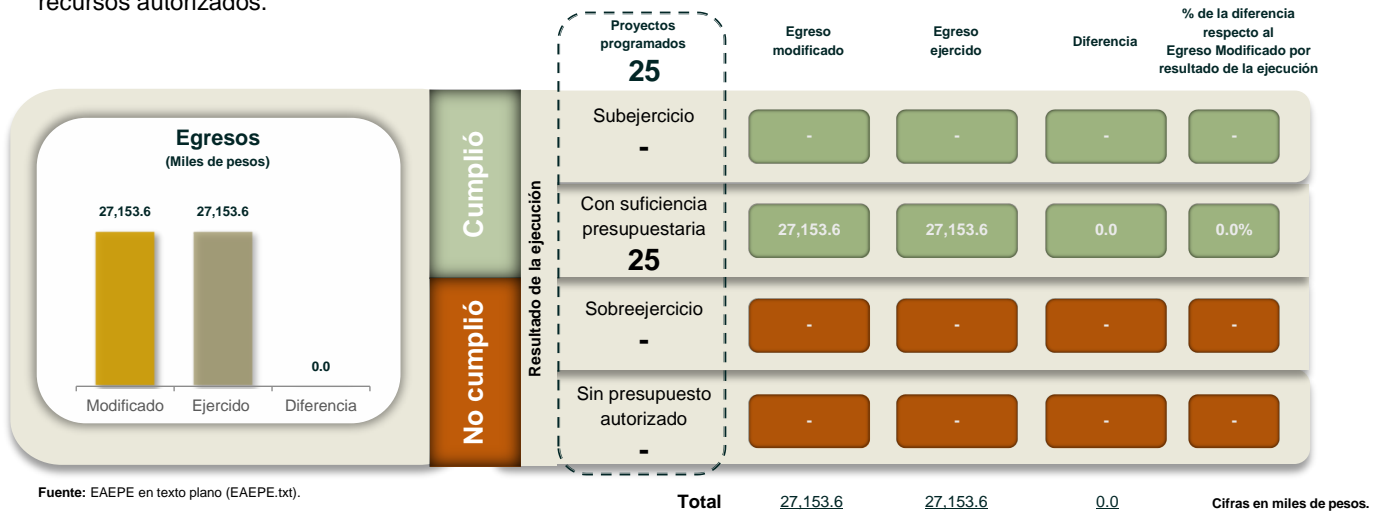 recursos autorizados.
Proyectos
programados
25
Egreso
modificado
Egreso
ejercido
Diferencia
% de la diferencia
respecto al
Egreso Modificado por
resultado de la ejecución
Egresos
(Miles de pesos)
27,153.6
27,153.6
0.0
Modificado
Ejercido
Diferencia
Cumplió
No cumplió
Resultado de la ejecución
Subejercicio
-
-
-
-
-
Con suficiencia
presupuestaria
25
27,153.6
27,153.6
0.0
0.0%
Sobreejercicio
-
-
-
-
-
Sin presupuesto
autorizado
-
-
-
-
-
Fuente: EAEPE en texto plano (EAEPE.txt).
Total
27,153.6
27,153.6
0.0
Cifras en miles de pesos.